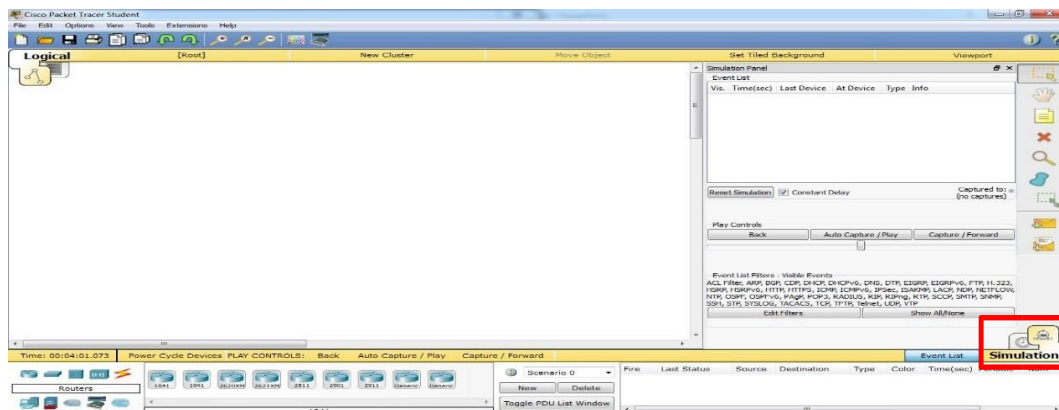 Cisco Packet Tracer Student
File Edit Options View Tools Extensions Help
Logical [Root] New Cluster Move Object Set Tiled Background Viewport
Simulation Panel
Event List
Vis. Time(sec) Last Device At Device Type Info
Reset Simulation Constant Delay Captured to:
(no captures)
Play Controls
Back Auto Capture / Play Capture / Forward
Event List Filters - Visible Events
ACL Filter, ARP, BGP, CDP, DHCP, DHCPv6, DNS, DTP, EIGRP, EIGRPv6, FTP, H.323,
HSRP, HSRPv6, HTTP, HTTPS, ICMP, ICMPv6, IPSec, ISAKMP, LACP, NDP, NETFLOW,
NTP, OSPF, OSPFv6, PAgP, POP3, RADIUS, RIP, RIPng, RTP, SCCP, SMTP, SNMP,
SSH, STP, SYSLOG, TACACS, TCP, TFTP, Telnet, UDP, VTP
Edit Filters Show All/None
Time: 00:04:01.073 Power Cycle Devices PLAY CONTROLS: Back Auto Capture / Play Capture / Forward Event List Simulation
Routers
1841 1941 2620XM 2621XM 2811 2901 2911 Generic Generic
Scenario 0
New Delete
Toggle PDU List Window
Fire Last Status Source Destination Type Color Time(sec) Periodic Num